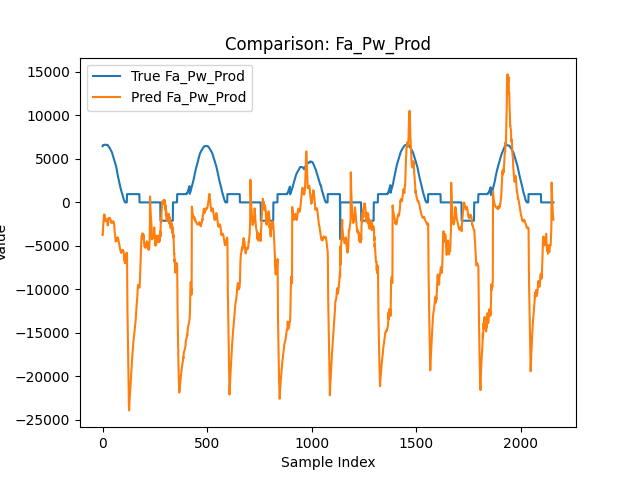 Comparison: Fa_Pw_Prod
True Fa_Pw_Prod
Pred Fa_Pw_Prod
15000
10000
5000
0
−5000
−10000
−15000
−20000
−25000
Value
0 500 1000 1500 2000
Sample Index